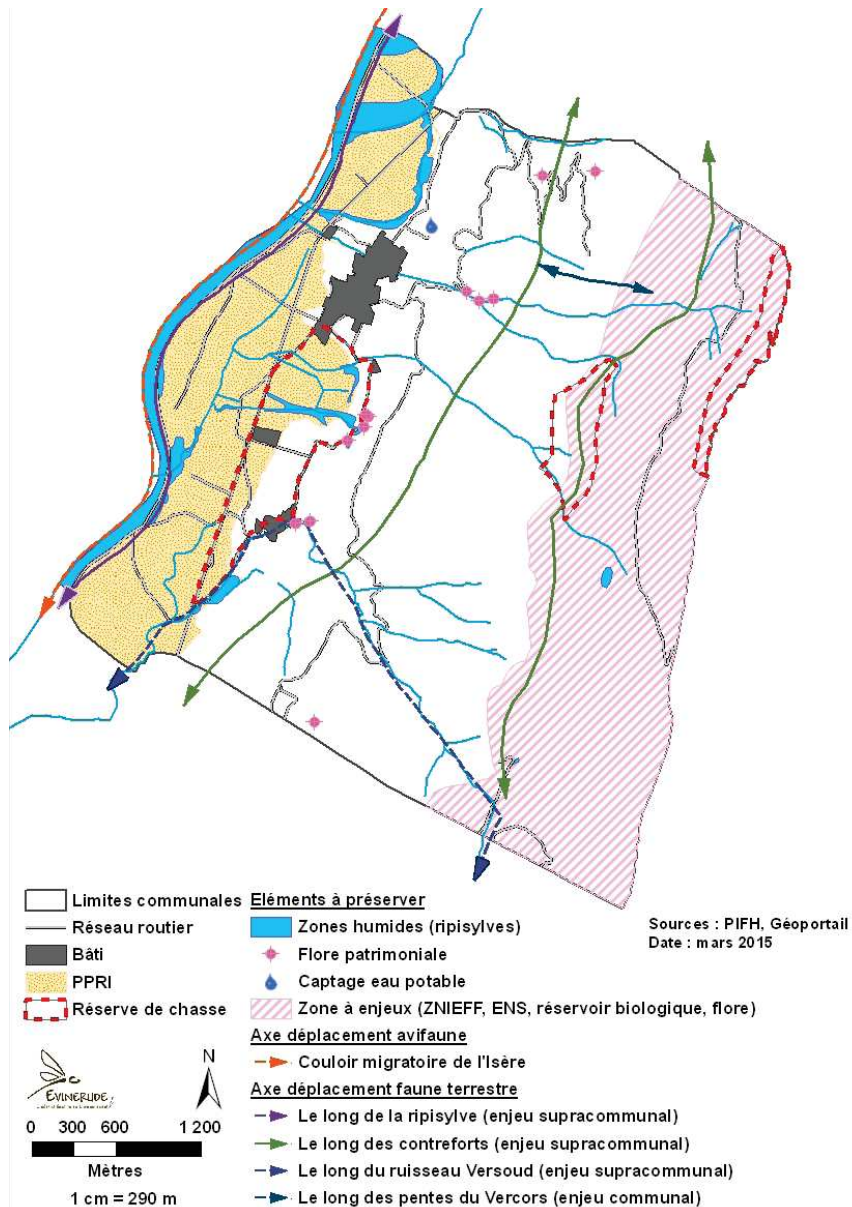 Limites communales
Réseau routier
Bâti
PPRI
Réserve de chasse
Eléments à préserver
Zones humides (ripisylves)
Flore patrimoniale
Captage eau potable
Zone à enjeux (ZNIEFF, ENS, réservoir biologique, flore)
Axe déplacement avifaune
Couloir migratoire de l'Isère
Axe déplacement faune terrestre
Le long de la ripisylve (enjeu supracommunal)
Le long des contreforts (enjeu supracommunal)
Le long du ruisseau Versoud (enjeu supracommunal)
Le long des pentes du Vercors (enjeu communal)
Sources : PIFH, Géoportail
Date : mars 2015
EVINERUDE
N
0 300 600 1 200
Mètres
1 cm = 290 m